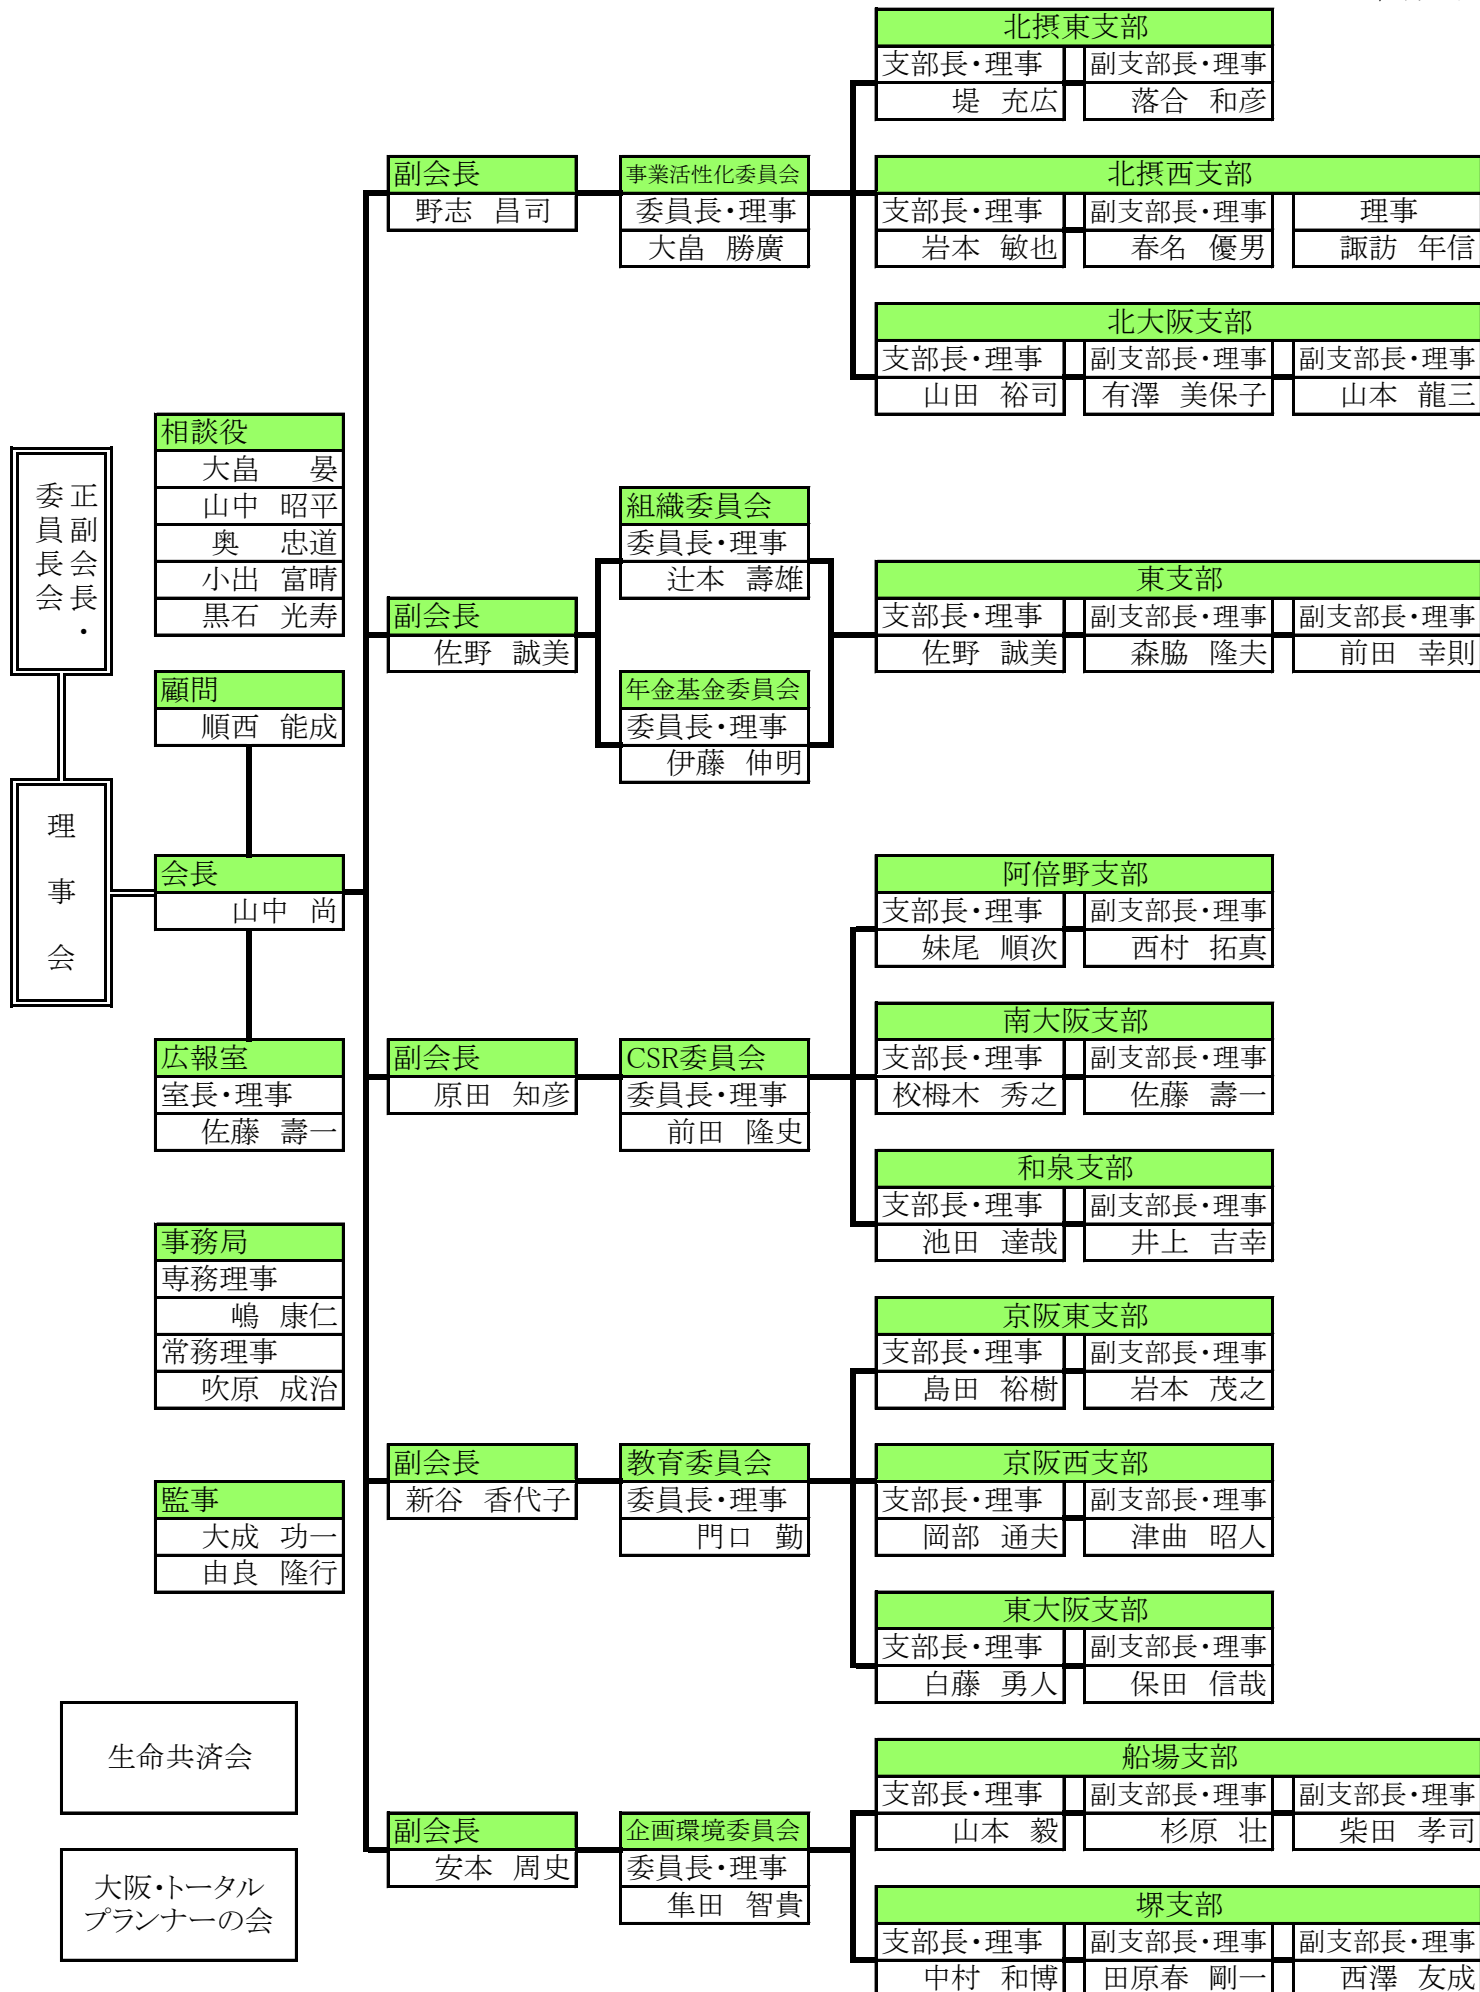 北摂東支部
支部長・理事 副支部長・理事
堤 充広 落合 和彦
副会長
野志 昌司
事業活性化委員会
委員長・理事
大畠 勝廣
北摂西支部
支部長・理事 副支部長・理事 理事
岩本 敏也 春名 優男 諏訪 年信
北大阪支部
支部長・理事 副支部長・理事 副支部長・理事
山田 裕司 有澤 美保子 山本 龍三
正副会長・
委員長会
相談役
大畠 晏
山中 昭平
奥 忠道
小出 富晴
黒石 光寿
組織委員会
委員長・理事
辻本 壽雄
副会長
佐野 誠美
年金基金委員会
委員長・理事
伊藤 伸明
東支部
支部長・理事 副支部長・理事 副支部長・理事
佐野 誠美 森脇 隆夫 前田 幸則
顧問
順西 能成
理事会
会長
山中 尚
阿倍野支部
支部長・理事 副支部長・理事
妹尾 順次 西村 拓真
広報室
室長・理事
佐藤 壽一
副会長
原田 知彦
CSR委員会
委員長・理事
前田 隆史
南大阪支部
支部長・理事 副支部長・理事
杦栂木 秀之 佐藤 壽一
和泉支部
支部長・理事 副支部長・理事
池田 達哉 井上 吉幸
事務局
専務理事
嶋 康仁
常務理事
吹原 成治
京阪東支部
支部長・理事 副支部長・理事
島田 裕樹 岩本 茂之
副会長
新谷 香代子
教育委員会
委員長・理事
門口 勤
京阪西支部
支部長・理事 副支部長・理事
岡部 通夫 津曲 昭人
監事
大成 功一
由良 隆行
東大阪支部
支部長・理事 副支部長・理事
白藤 勇人 保田 信哉
生命共済会
船場支部
支部長・理事 副支部長・理事 副支部長・理事
山本 毅 杉原 壮 柴田 孝司
副会長
安本 周史
企画環境委員会
委員長・理事
隼田 智貴
大阪・トータル
プランナーの会
堺支部
支部長・理事 副支部長・理事 副支部長・理事
中村 和博 田原春 剛一 西澤 友成